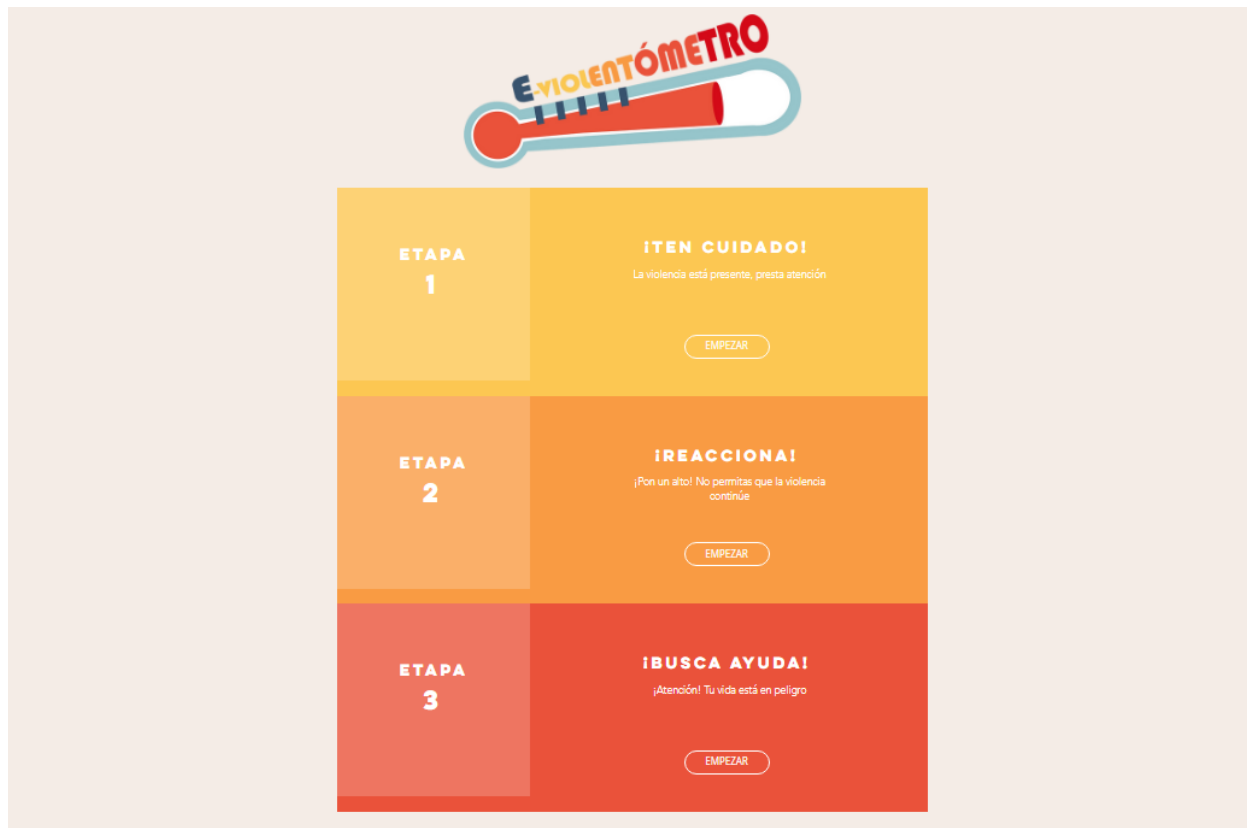 E-VIOLENTÓMETRO
ETAPA
1
¡TEN CUIDADO!
La violencia está presente, presta atención
EMPEZAR
ETAPA
2
¡REACCIONA!
¡Pon un alto! No permitas que la violencia
continúe
EMPEZAR
ETAPA
3
¡BUSCA AYUDA!
¡Atención! Tu vida está en peligro
EMPEZAR